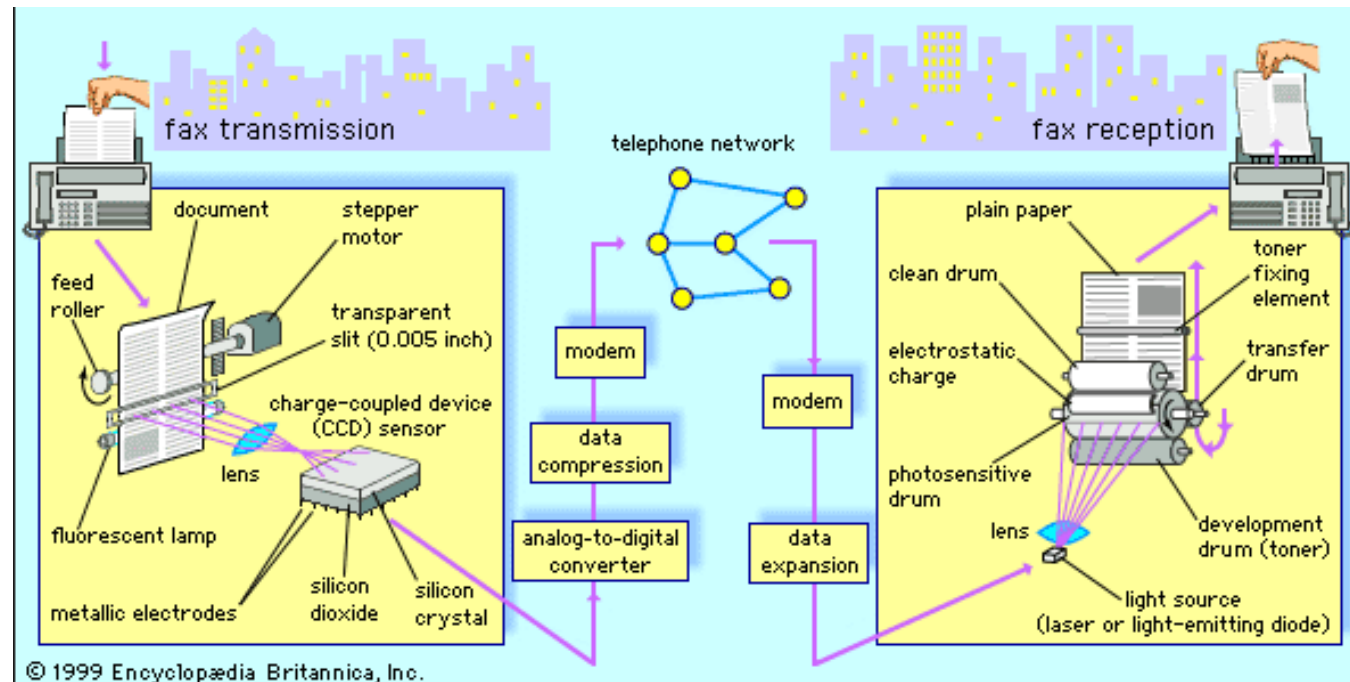 fax transmission
fax reception
telephone network
document
stepper
motor
feed
roller
transparent
slit (0.005 inch)
charge-coupled device
(CCD) sensor
lens
fluorescent lamp
metallic electrodes
silicon
dioxide
silicon
crystal
modem
data
compression
analog-to-digital
converter
modem
data
expansion
plain paper
clean drum
toner
fixing
element
electrostatic
charge
transfer
drum
photosensitive
drum
lens
development
drum (toner)
light source
(laser or light-emitting diode)
© 1999 Encyclopædia Britannica, Inc.